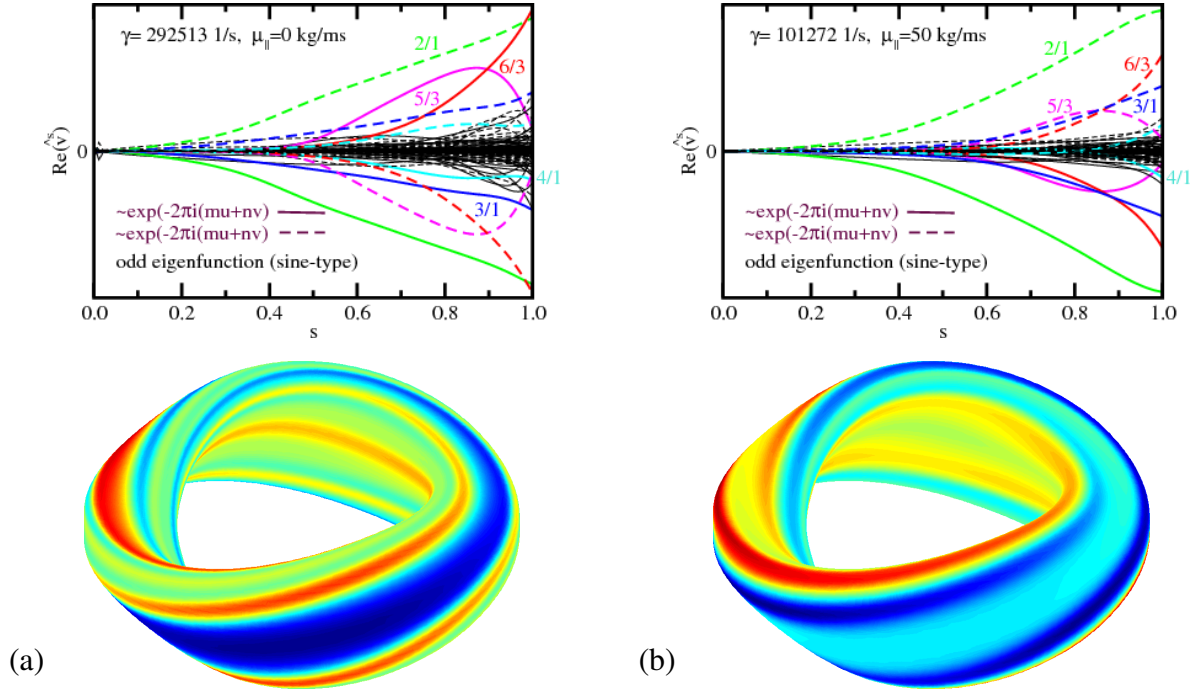 γ= 292513 1/s, μ||=0 kg/ms
2/1
6/3
5/3
4/1
3/1
Re(v̂ˢ)
0
~exp(-2πi(mu+nv)
~exp(-2πi(mu+nv)
odd eigenfunction (sine-type)
0.0 0.2 0.4 0.6 0.8 1.0
s
γ= 101272 1/s, μ||=50 kg/ms
2/1
6/3
5/3
3/1
4/1
Re(v̂ˢ)
0
~exp(-2πi(mu+nv)
~exp(-2πi(mu+nv)
odd eigenfunction (sine-type)
0.0 0.2 0.4 0.6 0.8 1.0
s
(a)
(b)